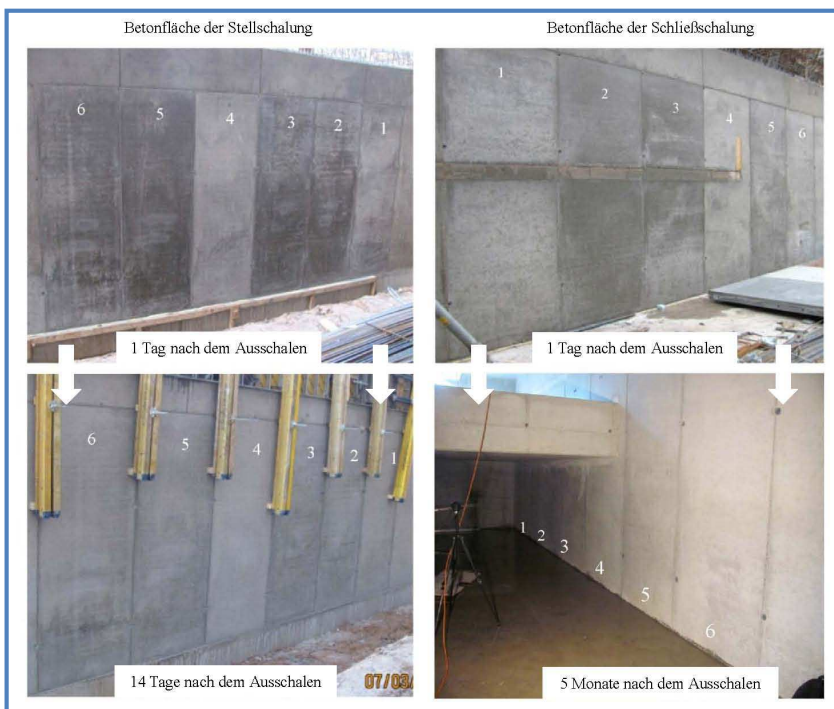 Betonfläche der Stellschalung
6 5 4 3 2 1
1 Tag nach dem Ausschalen
6 5 4 3 2 1
14 Tage nach dem Ausschalen
07/03
Betonfläche der Schließschalung
1 2 3 4 5 6
1 Tag nach dem Ausschalen
1 2 3 4 5 6
5 Monate nach dem Ausschalen